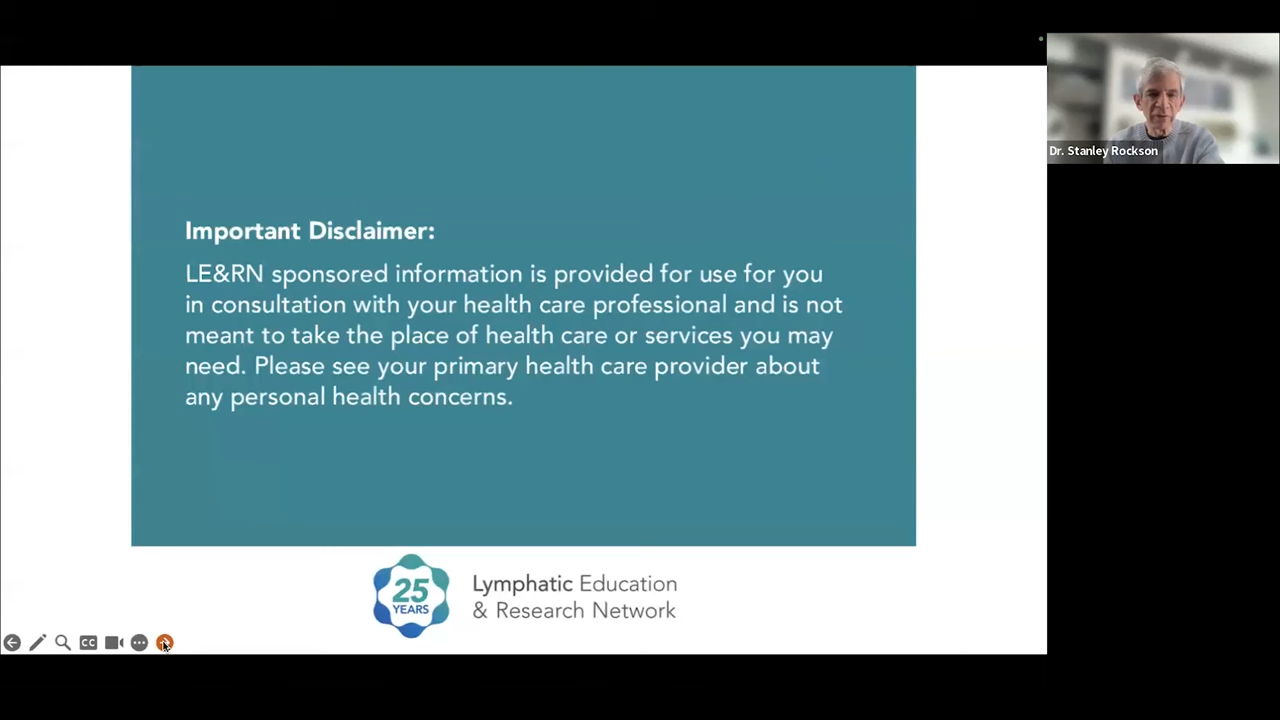 Important Disclaimer:
LE&RN sponsored information is provided for use for you
in consultation with your health care professional and is not
meant to take the place of health care or services you may
need. Please see your primary health care provider about
any personal health concerns.
25
YEARS
Lymphatic Education
& Research Network
CC
Dr. Stanley Rockson